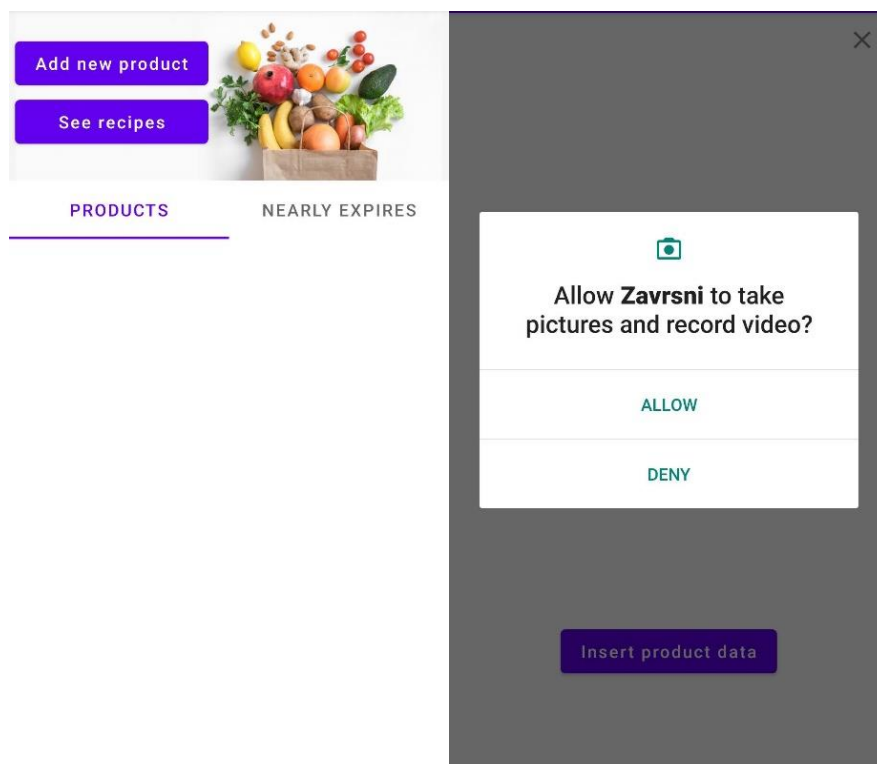 Add new product
See recipes
PRODUCTS
NEARLY EXPIRES
Allow Zavrsni to take
pictures and record video?
ALLOW
DENY
Insert product data